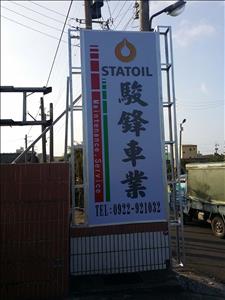 STATOIL
Maintenance.Service
駿鋒車業
TEL:0922-921032